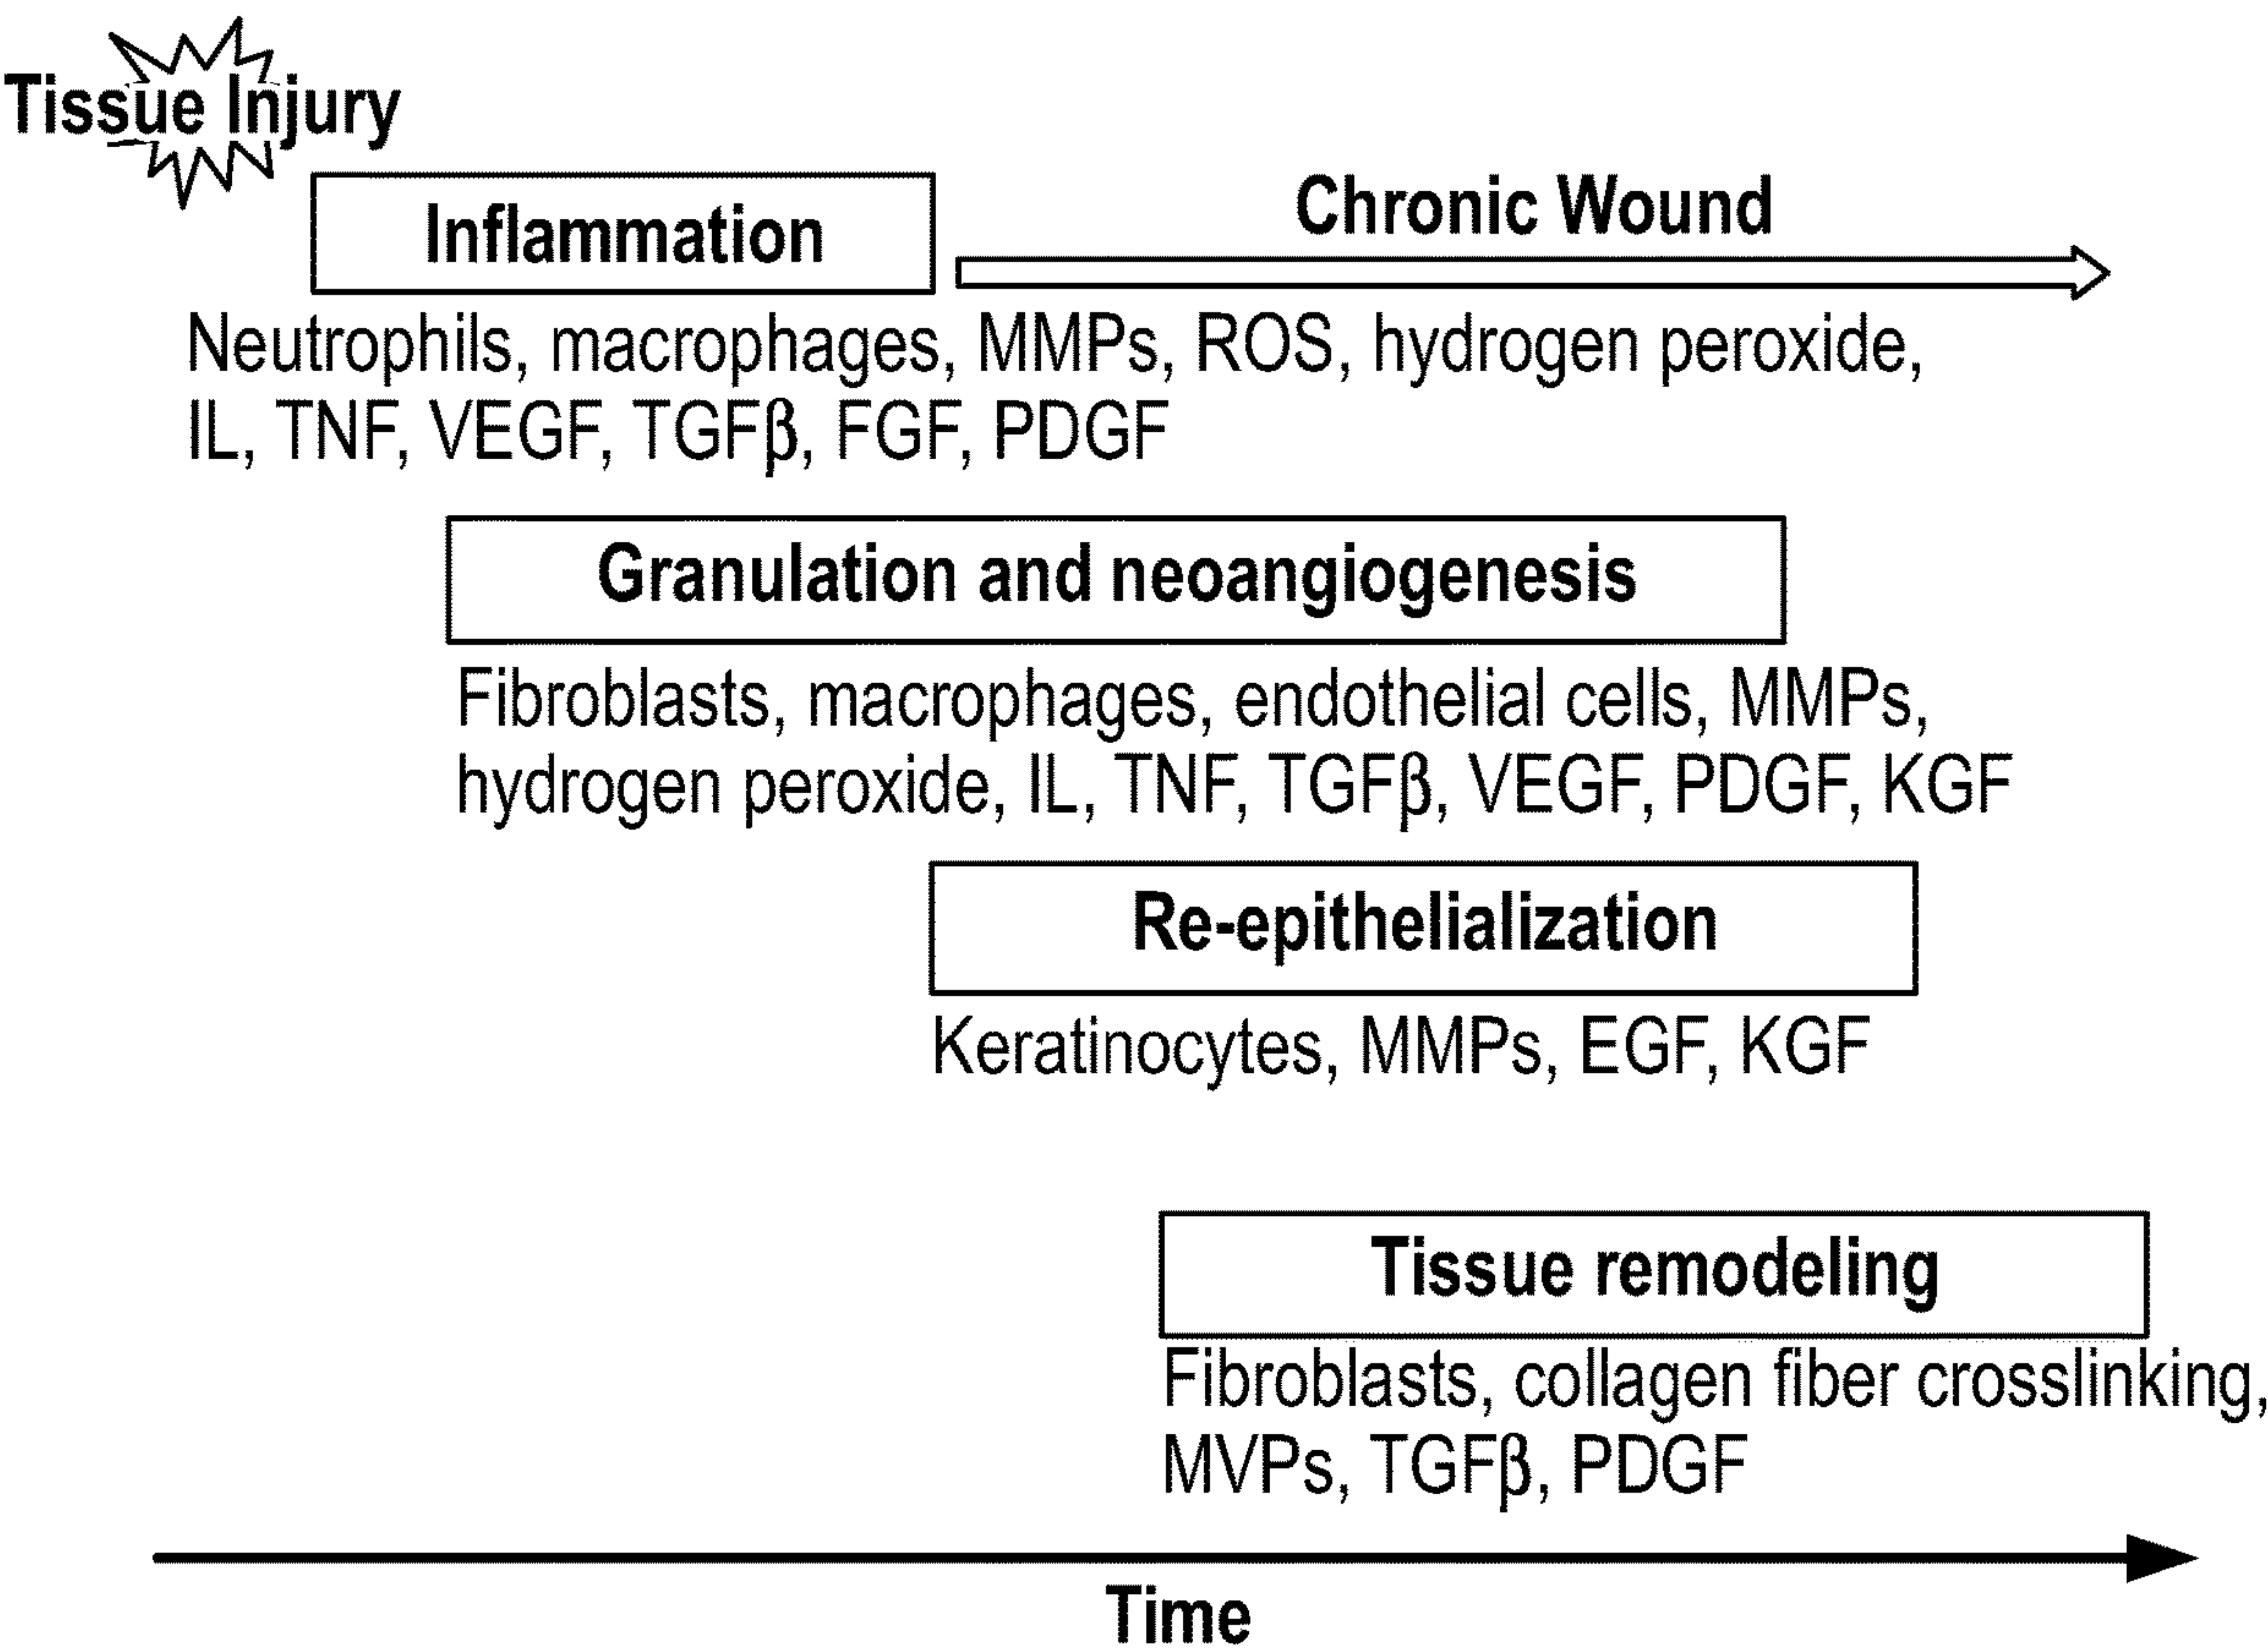 Tissue Injury
Inflammation
Chronic Wound
Neutrophils, macrophages, MMPs, ROS, hydrogen peroxide,
IL, TNF, VEGF, TGFβ, FGF, PDGF
Granulation and neoangiogenesis
Fibroblasts, macrophages, endothelial cells, MMPs,
hydrogen peroxide, IL, TNF, TGFβ, VEGF, PDGF, KGF
Re-epithelialization
Keratinocytes, MMPs, EGF, KGF
Tissue remodeling
Fibroblasts, collagen fiber crosslinking,
MVPs, TGFβ, PDGF
Time